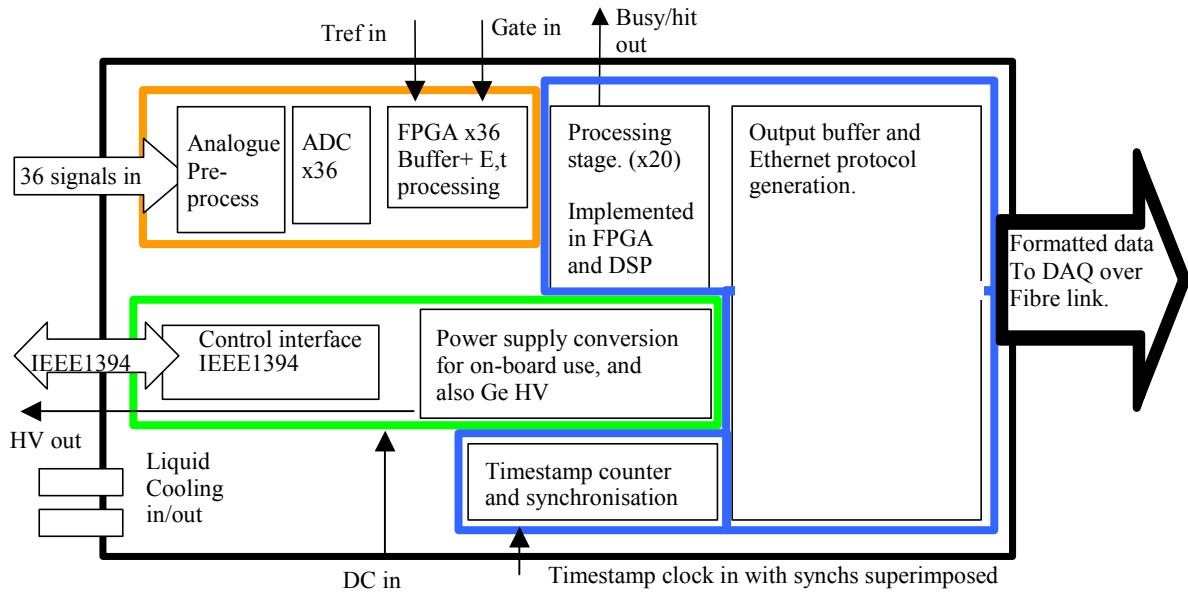 Tref in
Gate in
Busy/hit
out
36 signals in
Analogue
Pre-
process
ADC
x36
FPGA x36
Buffer+ E,t
processing
Processing
stage. (x20)
Implemented
in FPGA
and DSP
Output buffer and
Ethernet protocol
generation.
Formatted data
To DAQ over
Fibre link.
IEEE1394
Control interface
IEEE1394
Power supply conversion
for on-board use, and
also Ge HV
HV out
Liquid
Cooling
in/out
Timestamp counter
and synchronisation
DC in
Timestamp clock in with synchs superimposed